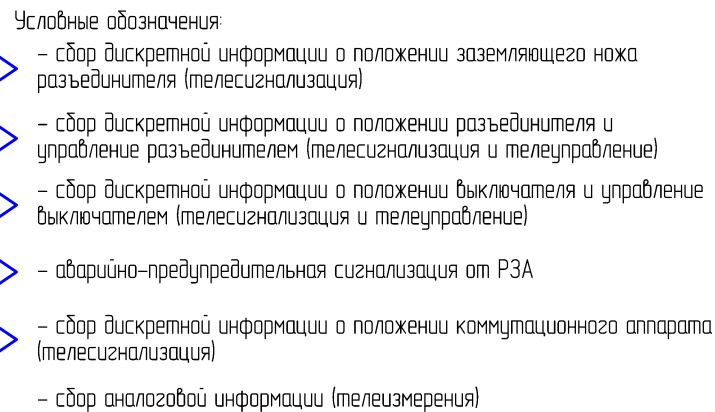 Условные обозначения:
– сбор дискретной информации о положении заземляющего ножа
разъединителя (телесигнализация)
– сбор дискретной информации о положении разъединителя и
управление разъединителем (телесигнализация и телеуправление)
– сбор дискретной информации о положении выключателя и управление
выключателем (телесигнализация и телеуправление)
– аварийно-предупредительная сигнализация от РЗА
– сбор дискретной информации о положении коммутационного аппарата
(телесигнализация)
– сбор аналоговой информации (телеизмерения)